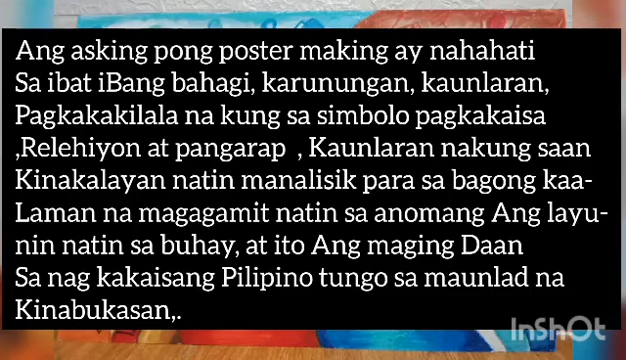 Ang asking pong poster making ay nahahati
Sa ibat iBang bahagi, karunungan, kaunlaran,
Pagkakakilala na kung sa simbolo pagkakaisa
,Relehiyon at pangarap , Kaunlaran nakung saan
Kinakalayan natin manalisik para sa bagong kaa-
Laman na magagamit natin sa anomang Ang layu-
nin natin sa buhay, at ito Ang maging Daan
Sa nag kakaisang Pilipino tungo sa maunlad na
Kinabukasan,.
InShOt